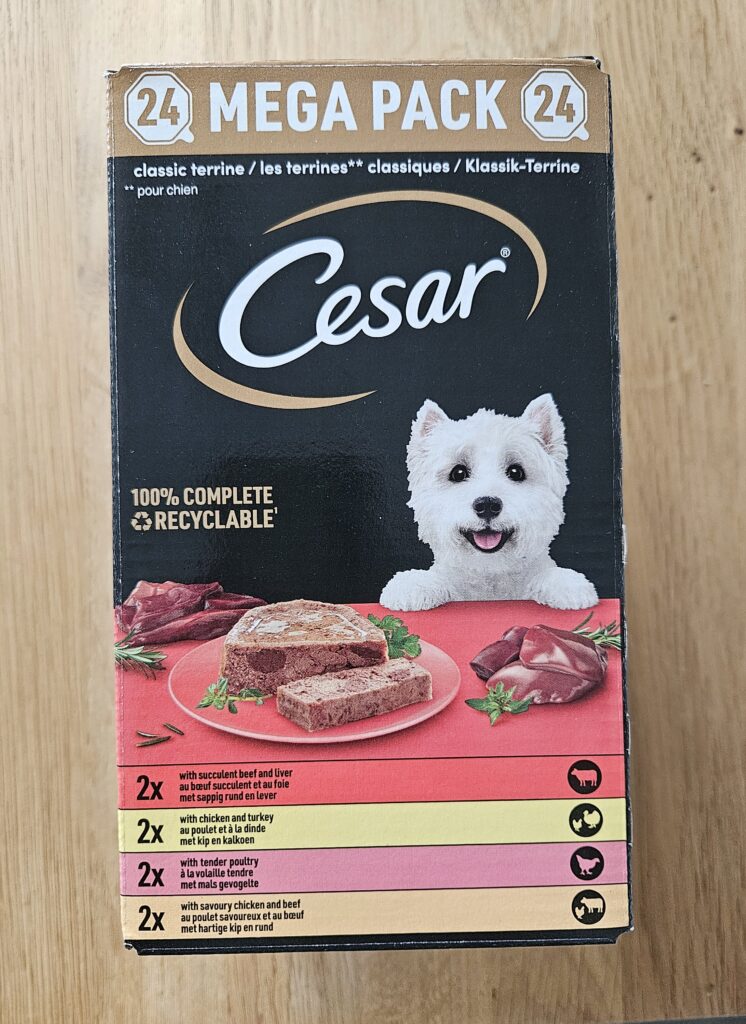 24 MEGA PACK 24
classic terrine / les terrines** classiques / Klassik-Terrine
** pour chien
Cesar®
100% COMPLETE
RECYCLABLE¹
2x
with succulent beef and liver
au bœuf succulent et au foie
met sappig rund en lever
2x
with chicken and turkey
au poulet et à la dinde
met kip en kalkoen
2x
with tender poultry
à la volaille tendre
met mals gevogelte
2x
with savoury chicken and beef
au poulet savoureux et au bœuf
met hartige kip en rund